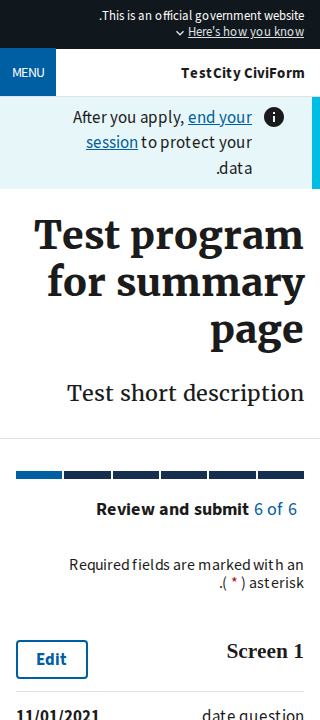 This is an official government website.
Here's how you know
MENU
TestCity CiviForm
After you apply, end your
session to protect your
data.
Test program
for summary
page
Test short description
Review and submit 6 of 6
Required fields are marked with an
asterisk ( * ).
Screen 1
Edit
date question
11/01/2021